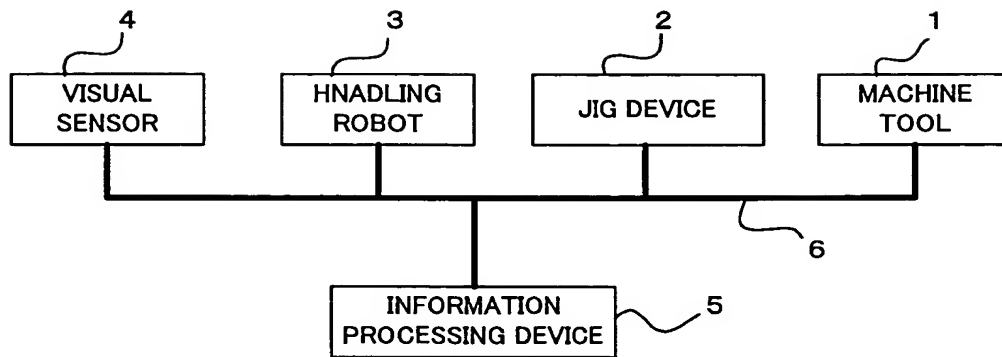 4
3
2
1
VISUAL
SENSOR
HNADLING
ROBOT
JIG DEVICE
MACHINE
TOOL
6
INFORMATION
PROCESSING DEVICE
5